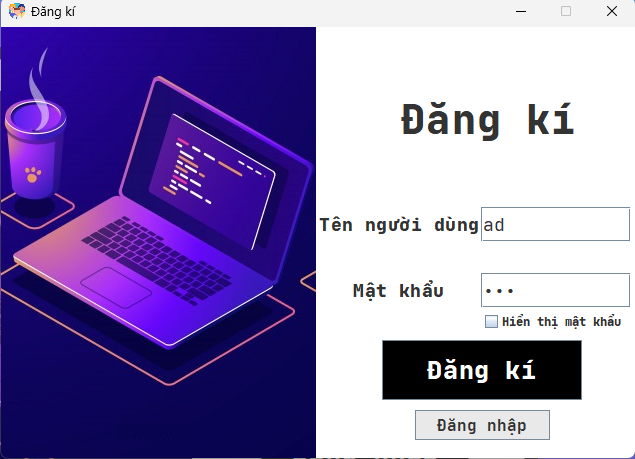 Đăng kí
Đăng kí
Tên người dùng ad
Mật khẩu •••
Hiển thị mật khẩu
Đăng kí
Đăng nhập